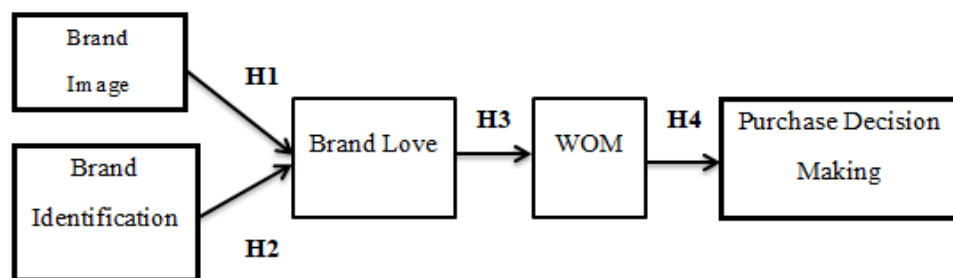 Brand
Image
H1
Brand
Identification
H2
Brand Love
H3
WOM
H4
Purchase Decision
Making